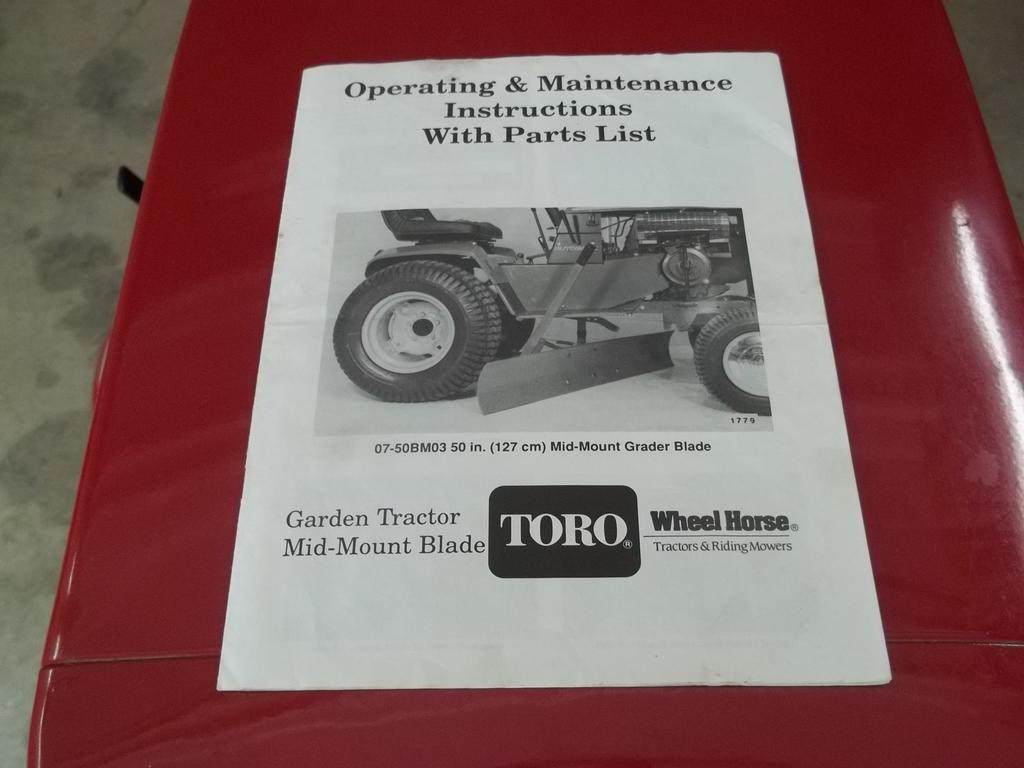 Operating & Maintenance
Instructions
With Parts List
1779
07-50BM03 50 in. (127 cm) Mid-Mount Grader Blade
Garden Tractor
Mid-Mount Blade
TORO®
Wheel Horse®
Tractors & Riding Mowers